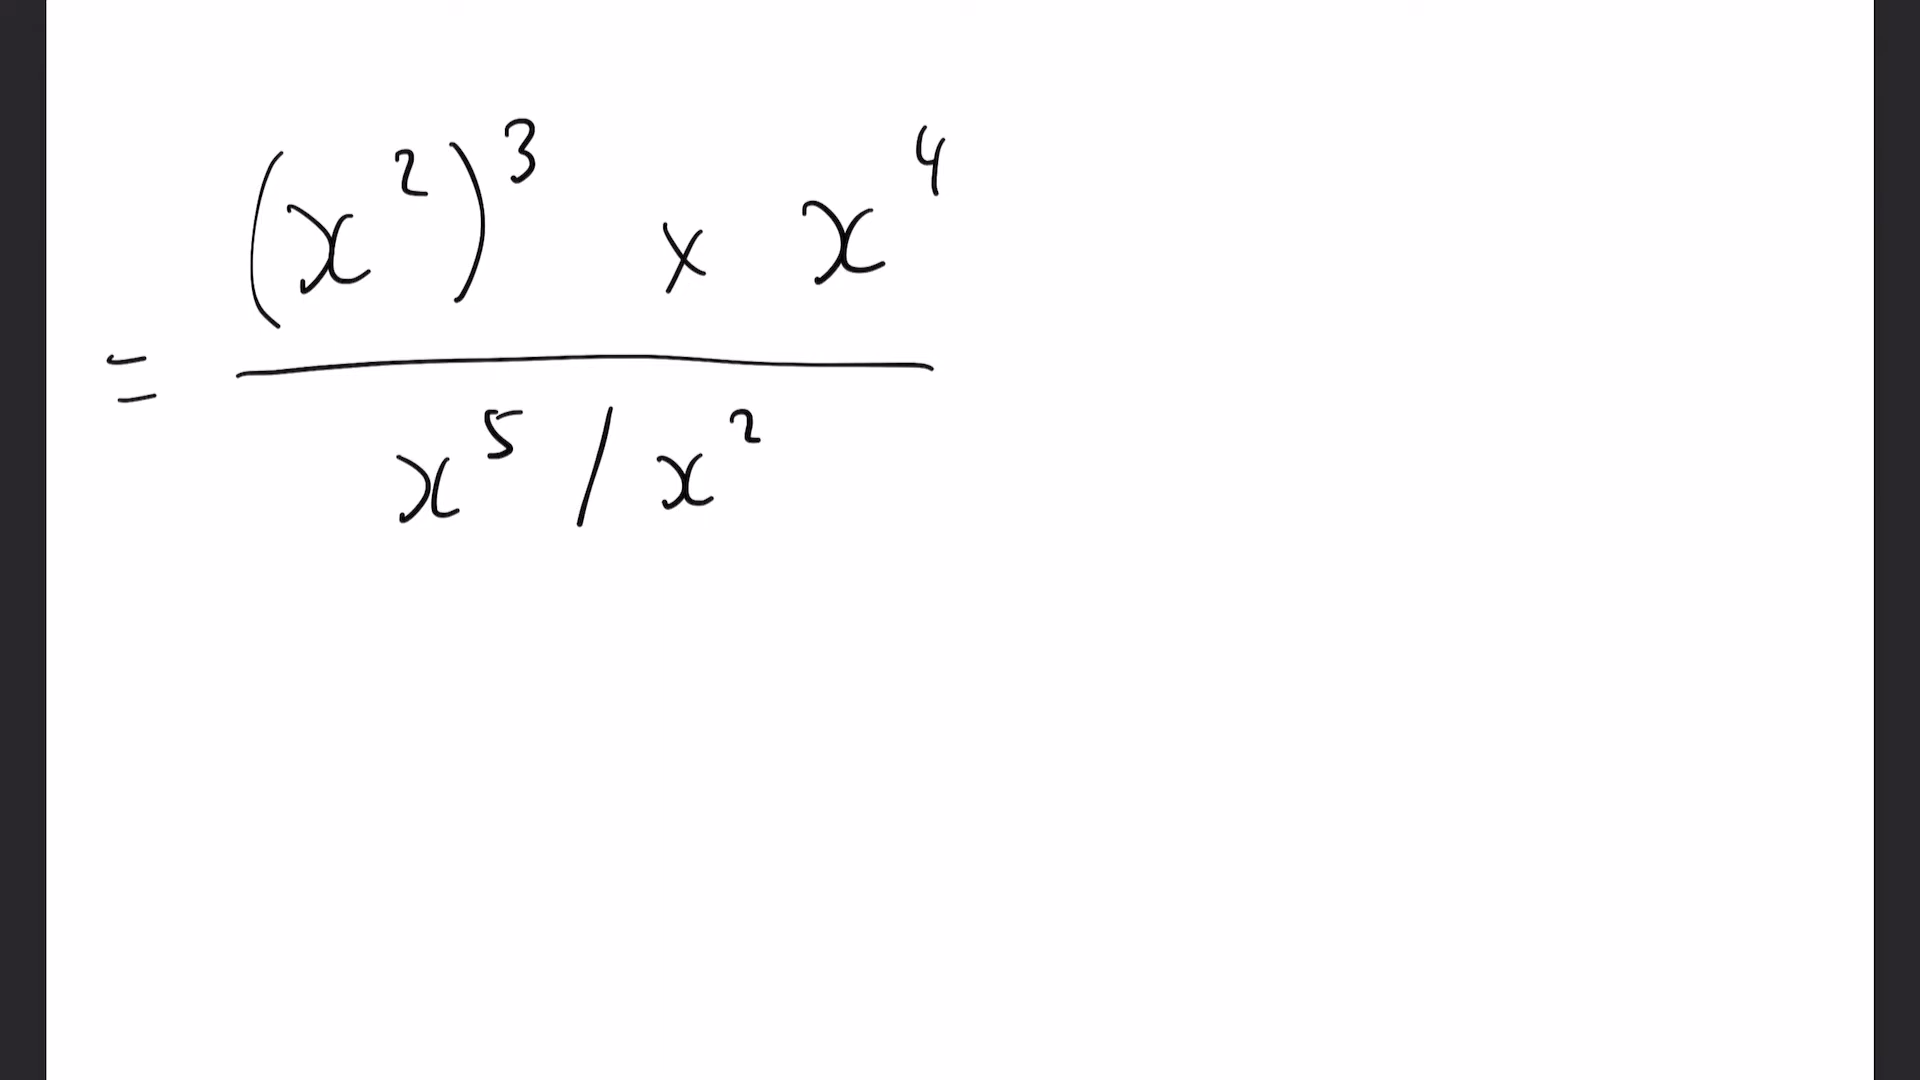 (x²)³ × x⁴
=
x⁵ / x²